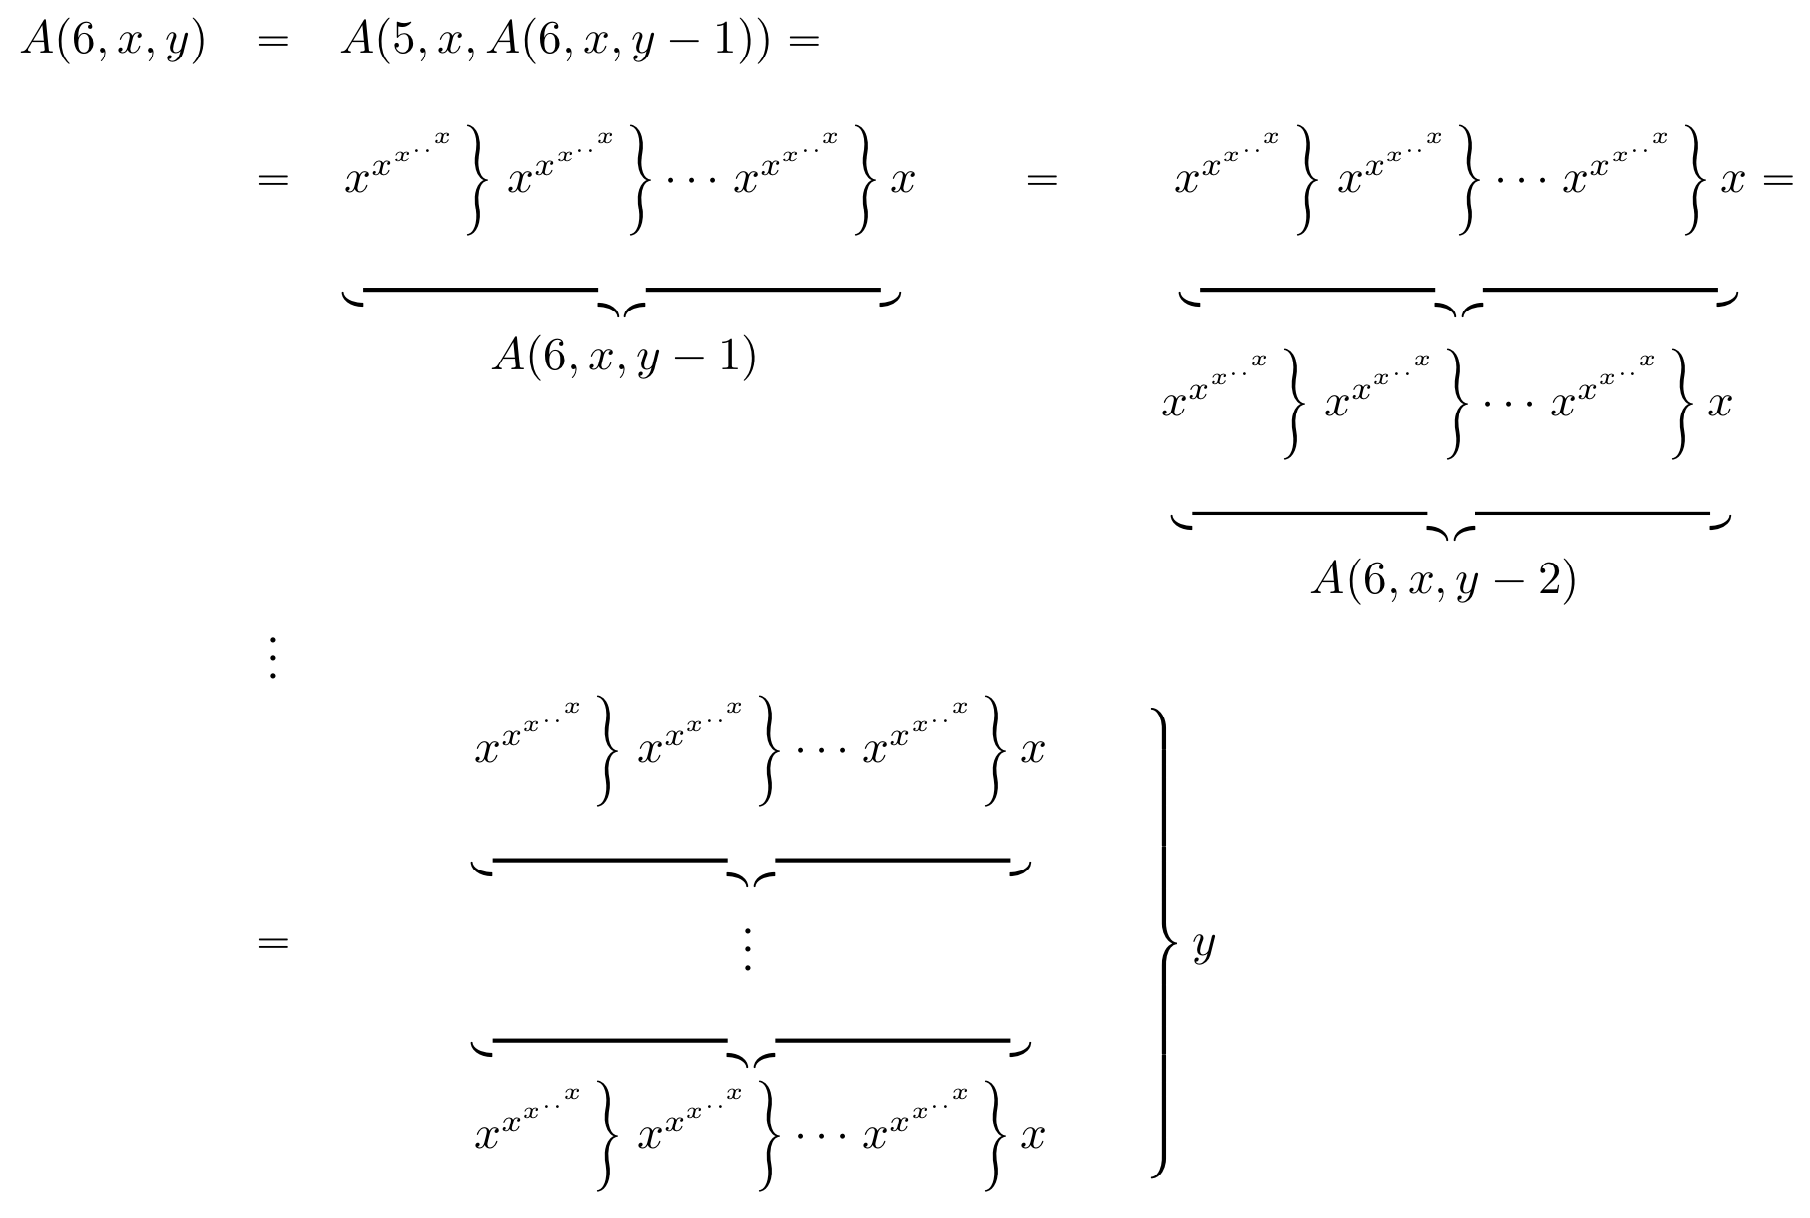 A(6, x, y) = A(5, x, A(6, x, y − 1)) =
= x^{x^{x^{⋰^{x}}}} } x^{x^{x^{⋰^{x}}}} } ⋯ x^{x^{x^{⋰^{x}}}} } x = x^{x^{x^{⋰^{x}}}} } x^{x^{x^{⋰^{x}}}} } ⋯ x^{x^{x^{⋰^{x}}}} } x =
A(6, x, y − 1)
x^{x^{x^{⋰^{x}}}} } x^{x^{x^{⋰^{x}}}} } ⋯ x^{x^{x^{⋰^{x}}}} } x
A(6, x, y − 2)
⋮
x^{x^{x^{⋰^{x}}}} } x^{x^{x^{⋰^{x}}}} } ⋯ x^{x^{x^{⋰^{x}}}} } x
= ⋮ } y
x^{x^{x^{⋰^{x}}}} } x^{x^{x^{⋰^{x}}}} } ⋯ x^{x^{x^{⋰^{x}}}} } x